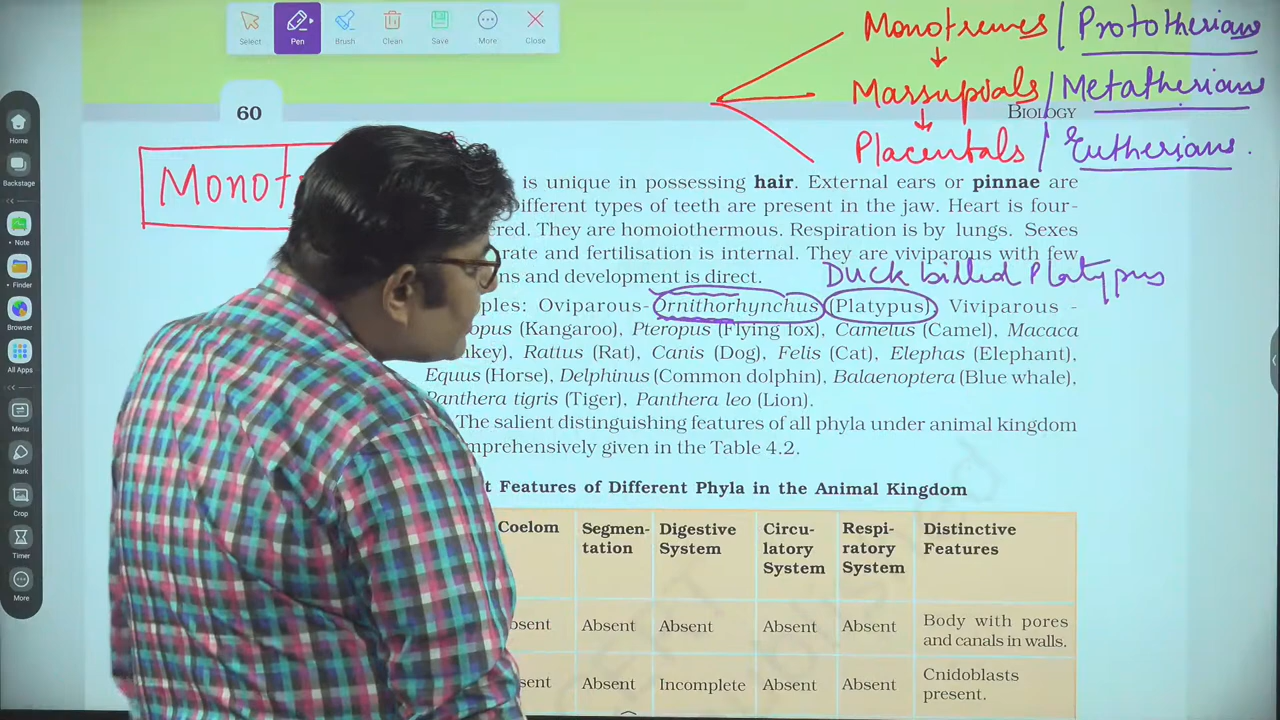 Select Pen Brush Clean Save More Close
Monotremes / Prototherians
Massupials / Metatherians
Placentals / Eutherians.
60
BIOLOGY
Home
Backstage
Note
Finder
Browser
All Apps
Menu
Mark
Crop
Timer
More
Monot
is unique in possessing hair. External ears or pinnae are
ifferent types of teeth are present in the jaw. Heart is four-
ered. They are homoiothermous. Respiration is by lungs. Sexes
rate and fertilisation is internal. They are viviparous with few
ns and development is direct.
Duck billed Platypus
ples: Oviparous- Ornithorhynchus (Platypus), Viviparous -
opus (Kangaroo), Pteropus (Flying fox), Camelus (Camel), Macaca
nkey), Rattus (Rat), Canis (Dog), Felis (Cat), Elephas (Elephant),
Equus (Horse), Delphinus (Common dolphin), Balaenoptera (Blue whale),
Panthera tigris (Tiger), Panthera leo (Lion).
The salient distinguishing features of all phyla under animal kingdom
mprehensively given in the Table 4.2.
t Features of Different Phyla in the Animal Kingdom
Coelom Segmen-tation Digestive System Circu-latory System Respi-ratory System Distinctive Features
bsent Absent Absent Absent Absent Body with pores and canals in walls.
sent Absent Incomplete Absent Absent Cnidoblasts present.